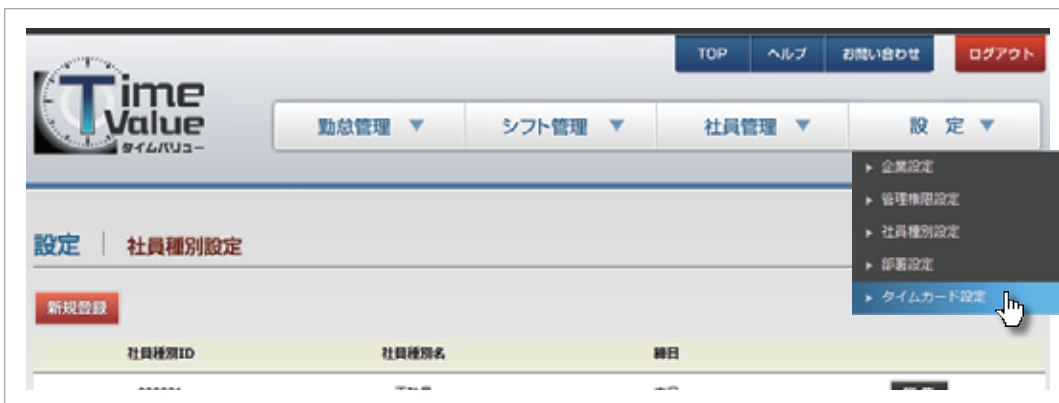 TOP ヘルプ お問い合わせ ログアウト
Time
Value
タイムバリュー
勤怠管理 ▼ シフト管理 ▼ 社員管理 ▼ 設 定 ▼
▶ 企業設定
▶ 管理権限設定
▶ 社員種別設定
▶ 部署設定
▶ タイムカード設定
設定 | 社員種別設定
新規登録
社員種別ID 社員種別名 締日